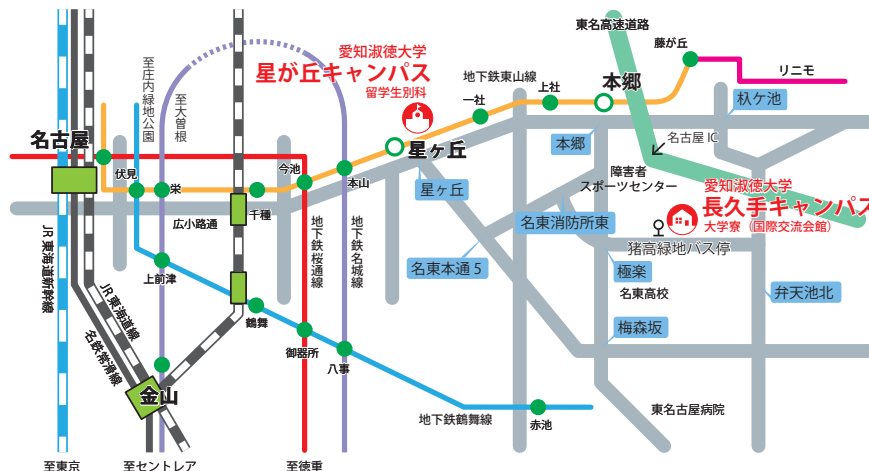 東名高速道路
藤が丘
愛知淑徳大学
星が丘キャンパス
留学生別科
地下鉄東山線
本郷
リニモ
至庄内緑地公園
至大曽根
一社
上社
杁ケ池
名古屋
伏見
栄
今池
本山
星ヶ丘
本郷
名古屋 IC
千種
広小路通
星ヶ丘
障害者
スポーツセンター
愛知淑徳大学
長久手キャンパス
大学寮（国際交流会館）
名東消防所東
猪高緑地バス停
地下鉄桜通線
地下鉄名城線
名東本通 5
極楽
名東高校
弁天池北
上前津
JR 東海道新幹線
JR 東海道線
名鉄常滑線
鶴舞
御器所
八事
梅森坂
金山
地下鉄鶴舞線
赤池
東名古屋病院
至東京
至セントレア
至徳重